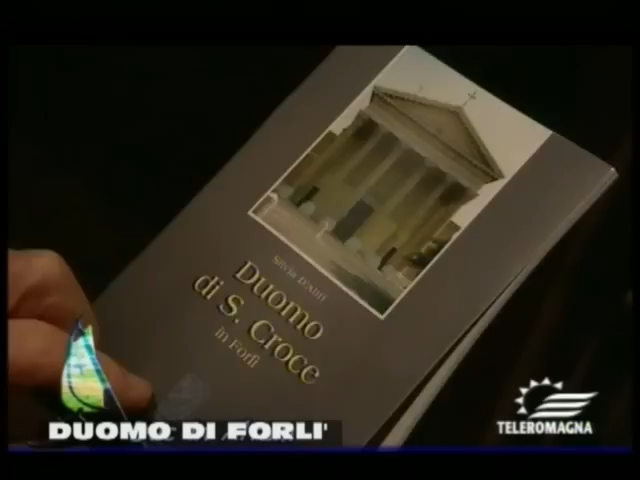 Duomo
di S. Croce
in Forlì
DUOMO DI FORLI'
TELEROMAGNA